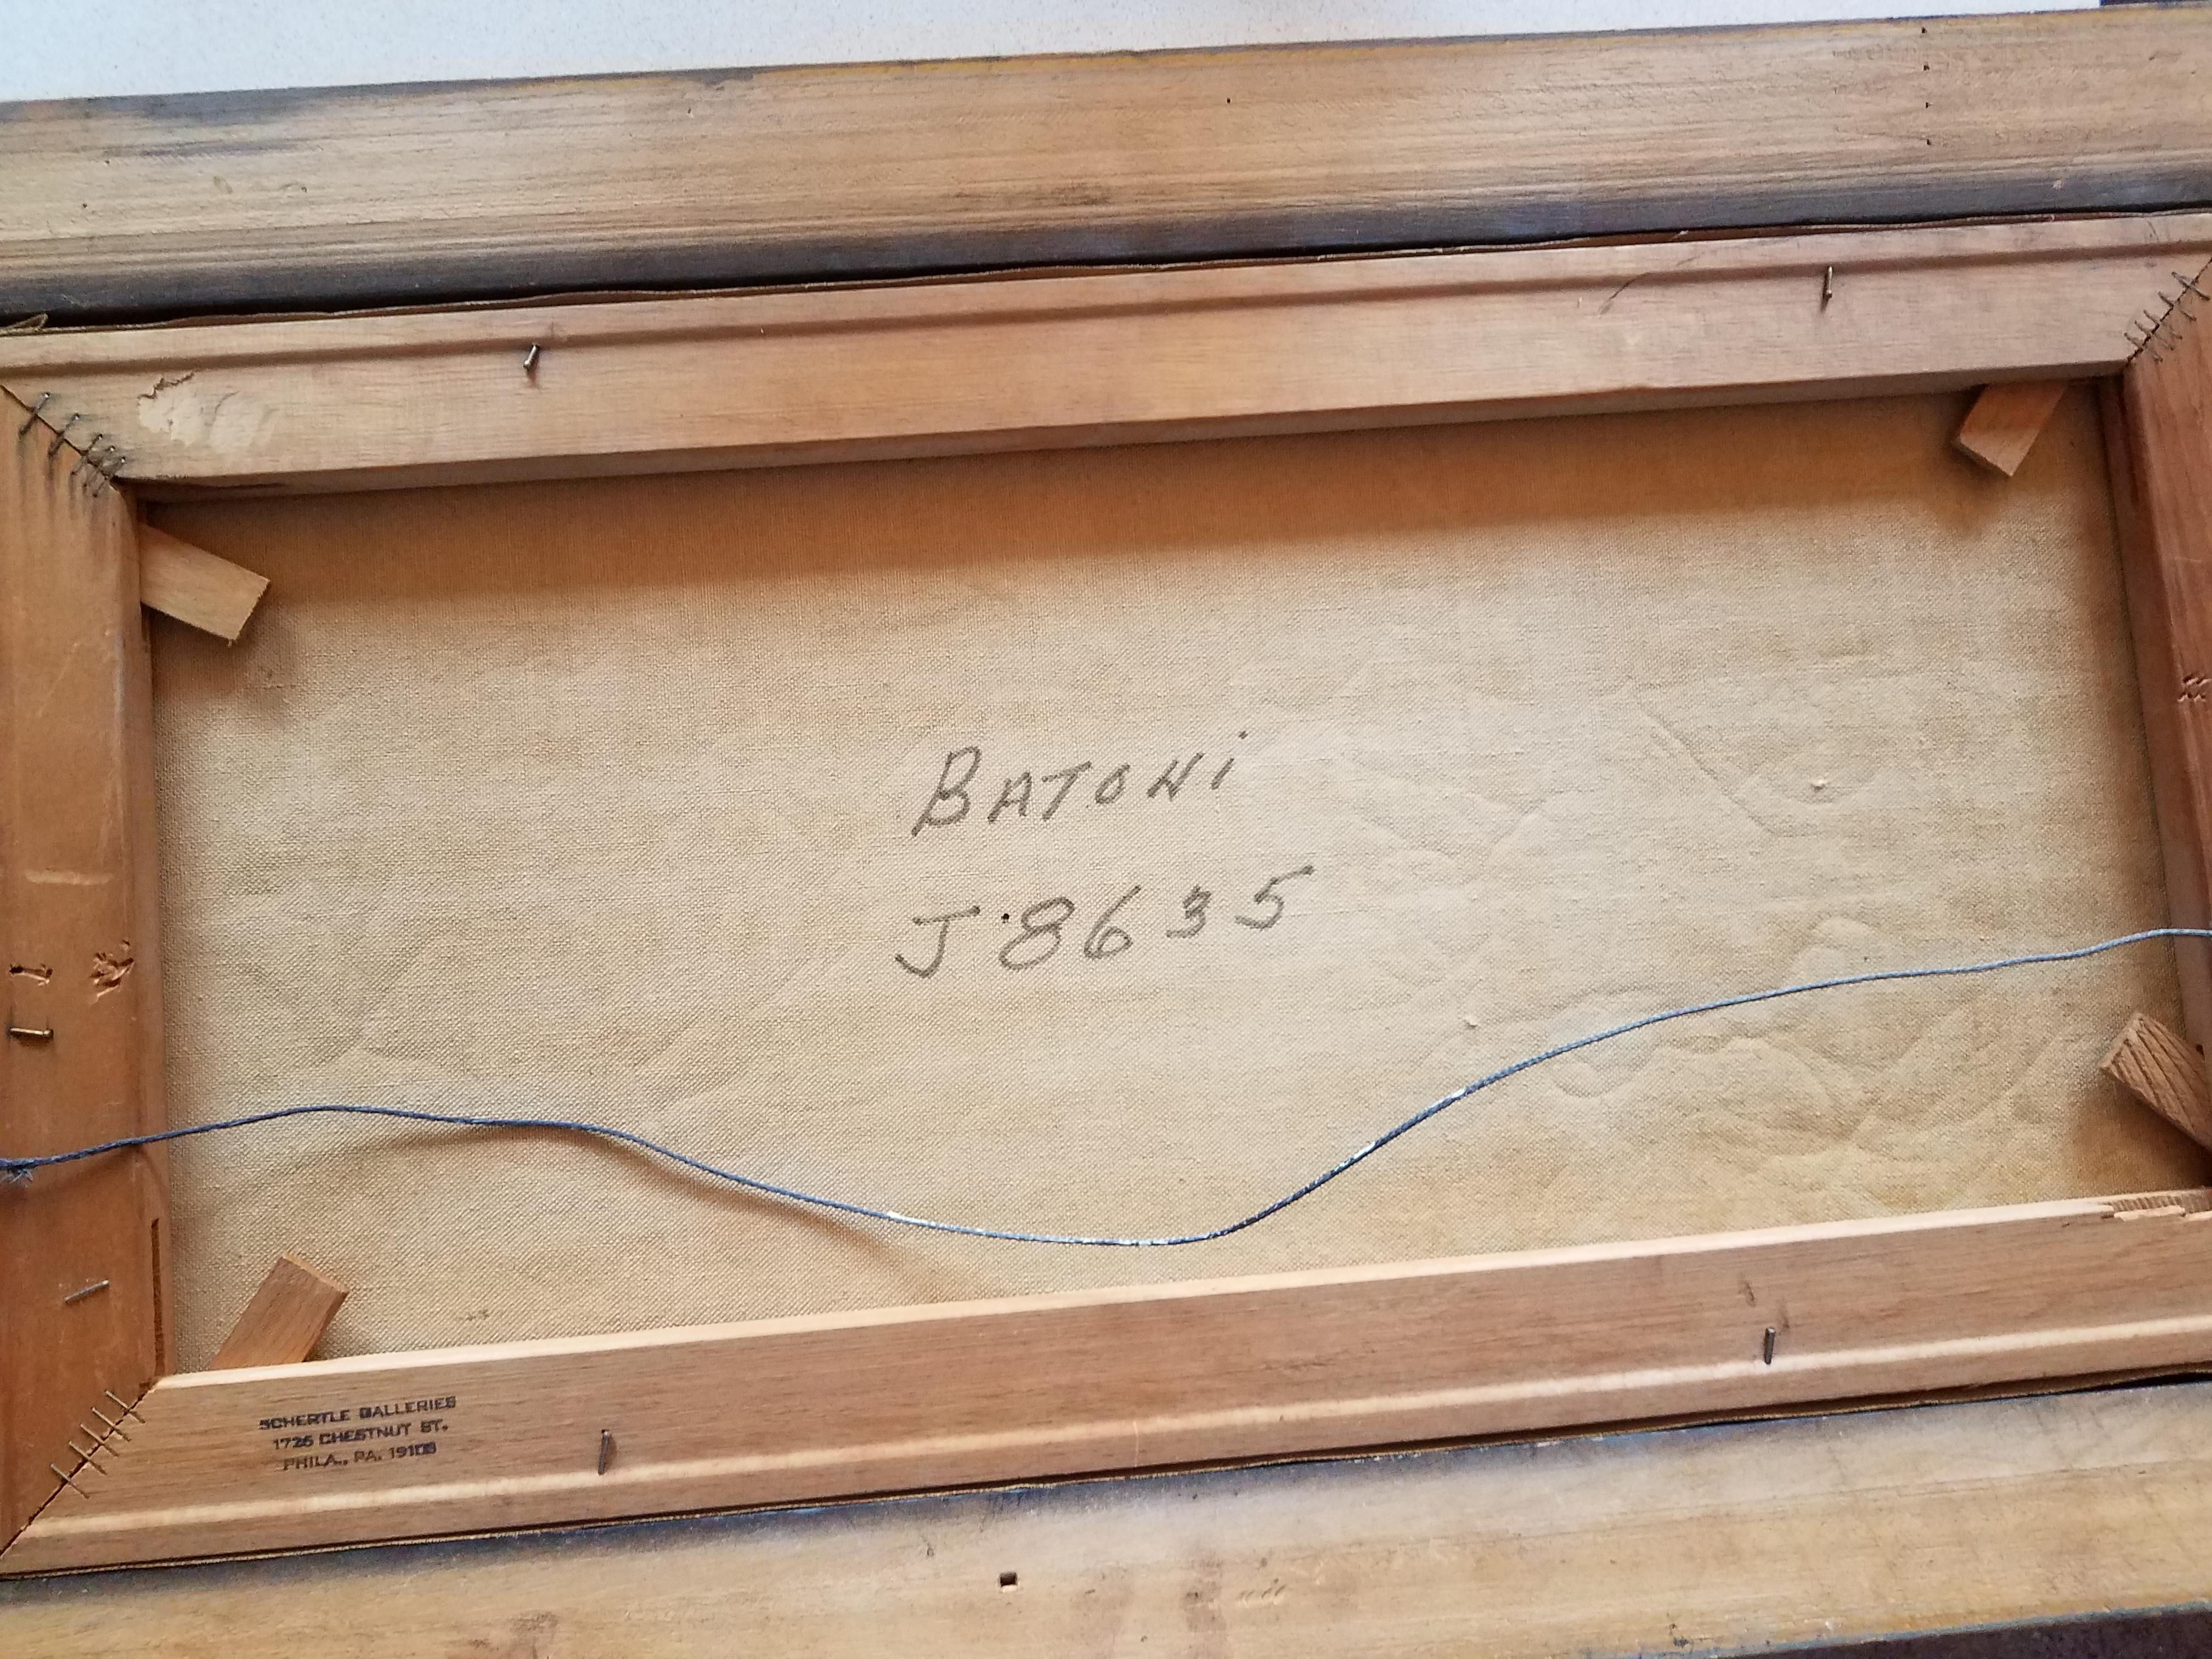 BATONi
J 8635
SCHERTLE GALLERIES
1726 CHESTNUT ST.
PHILA., PA. 19103